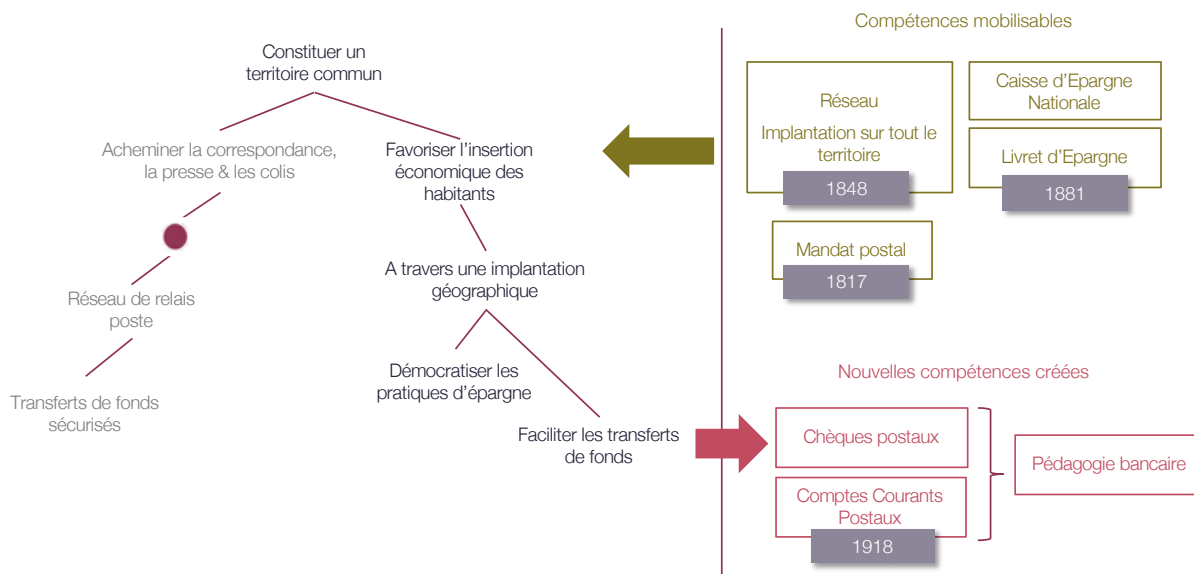 Constituer un
territoire commun
Acheminer la correspondance,
la presse & les colis
Favoriser l'insertion
économique des
habitants
Réseau de relais
poste
A travers une implantation
géographique
Transferts de fonds
sécurisés
Démocratiser les
pratiques d'épargne
Faciliter les transferts
de fonds
Compétences mobilisables
Réseau
Implantation sur tout le
territoire
1848
Caisse d'Epargne
Nationale
Livret d'Epargne
1881
Mandat postal
1817
Nouvelles compétences créées
Chèques postaux
Comptes Courants
Postaux
1918
Pédagogie bancaire